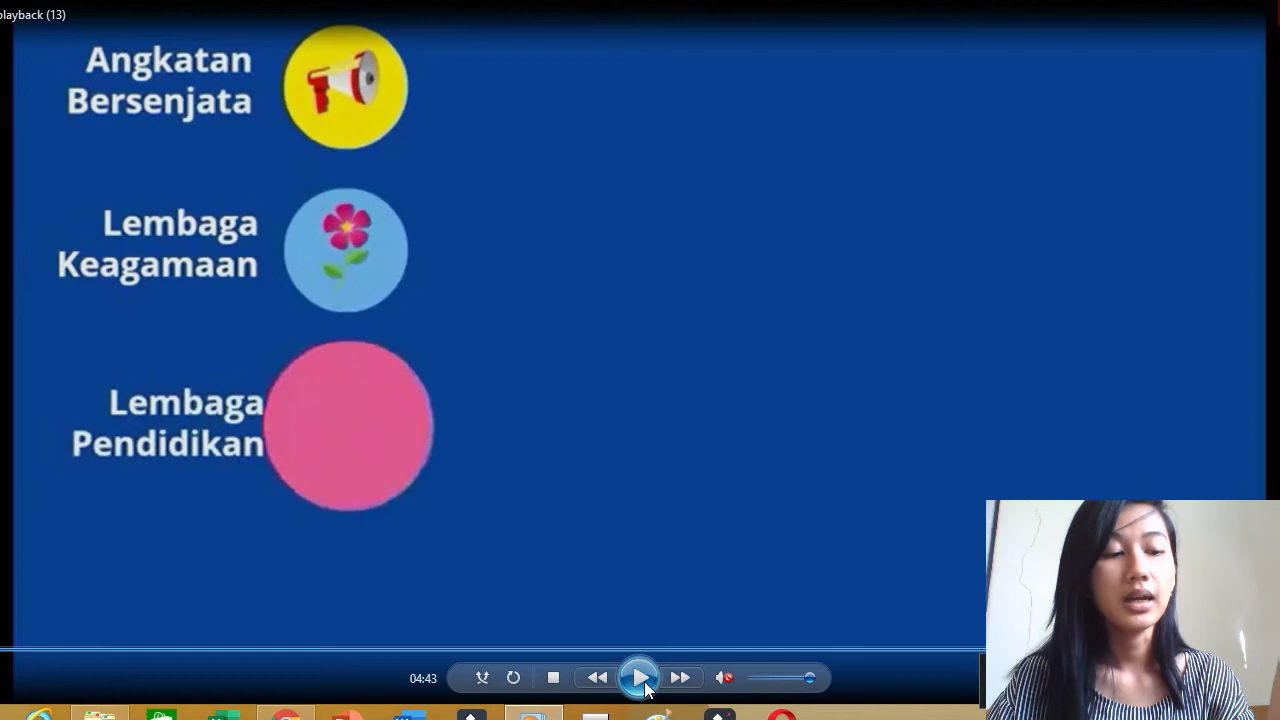 playback (13)
Angkatan
Bersenjata
Lembaga
Keagamaan
Lembaga
Pendidikan
04:43